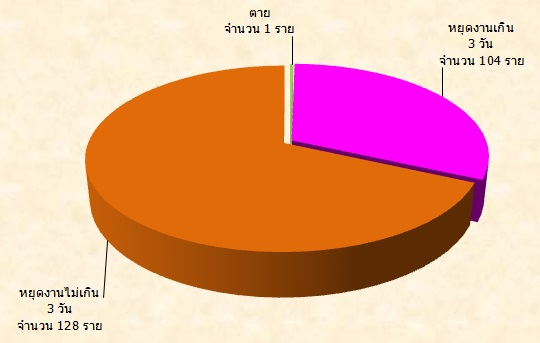 ตาย
จำนวน 1 ราย
หยุดงานเกิน
3 วัน
จำนวน 104 ราย
หยุดงานไม่เกิน
3 วัน
จำนวน 128 ราย